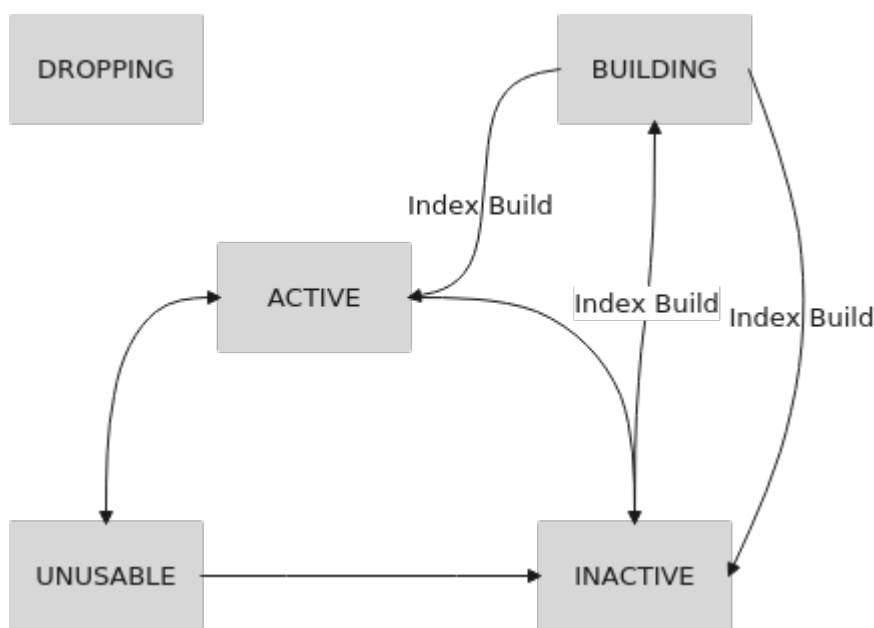 DROPPING
BUILDING
Index Build
ACTIVE
Index Build
Index Build
UNUSABLE
INACTIVE